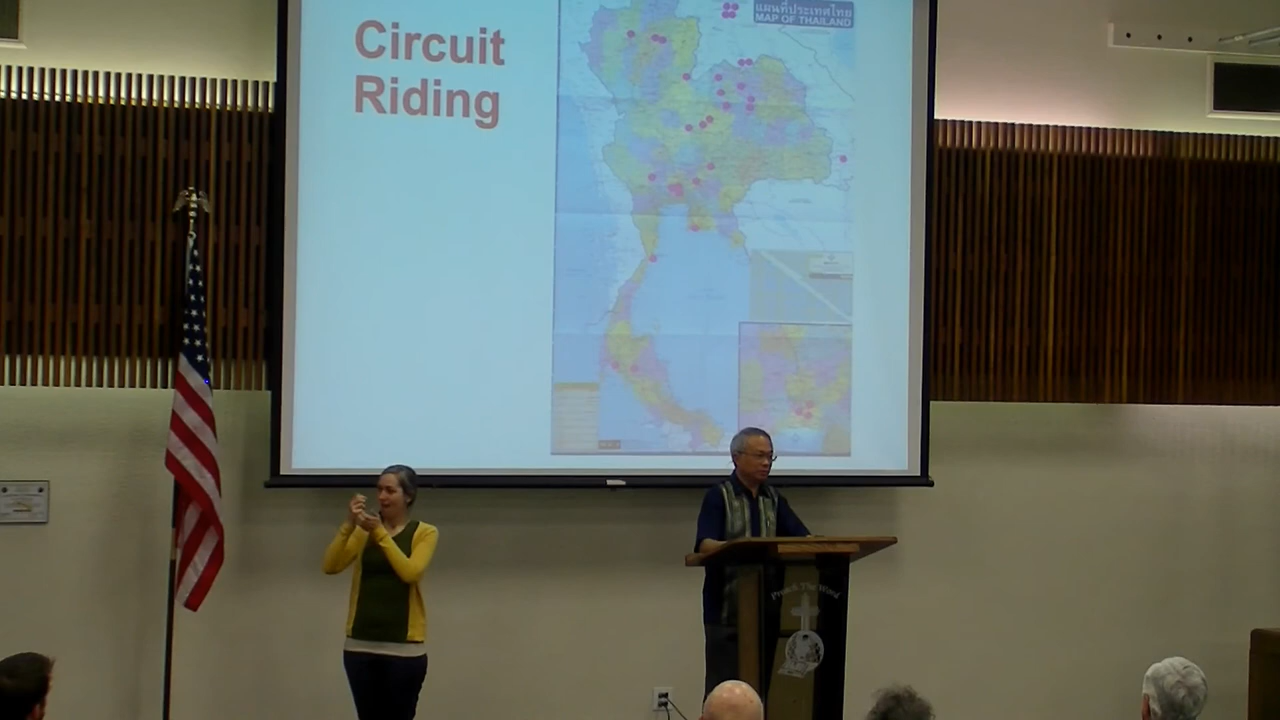 Circuit
Riding
แผนที่ประเทศไทย
MAP OF THAILAND
Preach The Word